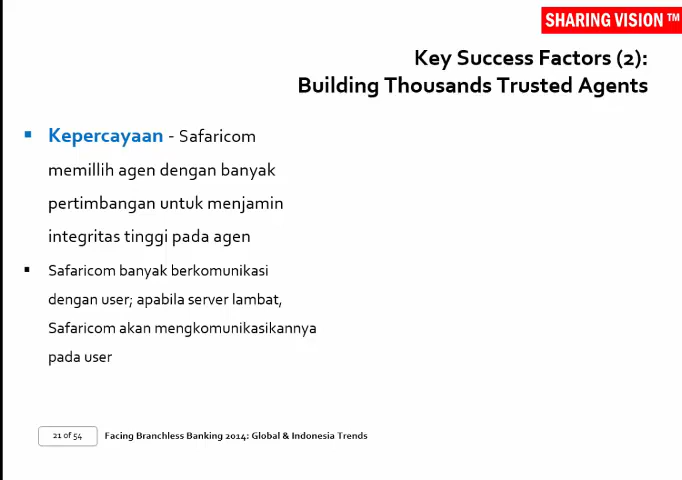 SHARING VISION ™
Key Success Factors (2):
Building Thousands Trusted Agents
▪ Kepercayaan - Safaricom
memillih agen dengan banyak
pertimbangan untuk menjamin
integritas tinggi pada agen
▪ Safaricom banyak berkomunikasi
dengan user; apabila server lambat,
Safaricom akan mengkomunikasikannya
pada user
21 of 54 Facing Branchless Banking 2014: Global & Indonesia Trends